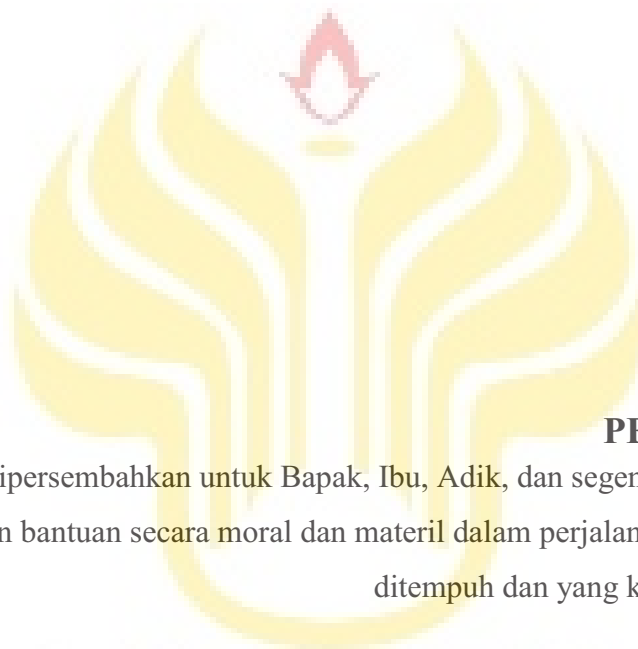 PE
ipersembahkan untuk Bapak, Ibu, Adik, dan segen
n bantuan secara moral dan materil dalam perjalan
ditempuh dan yang k